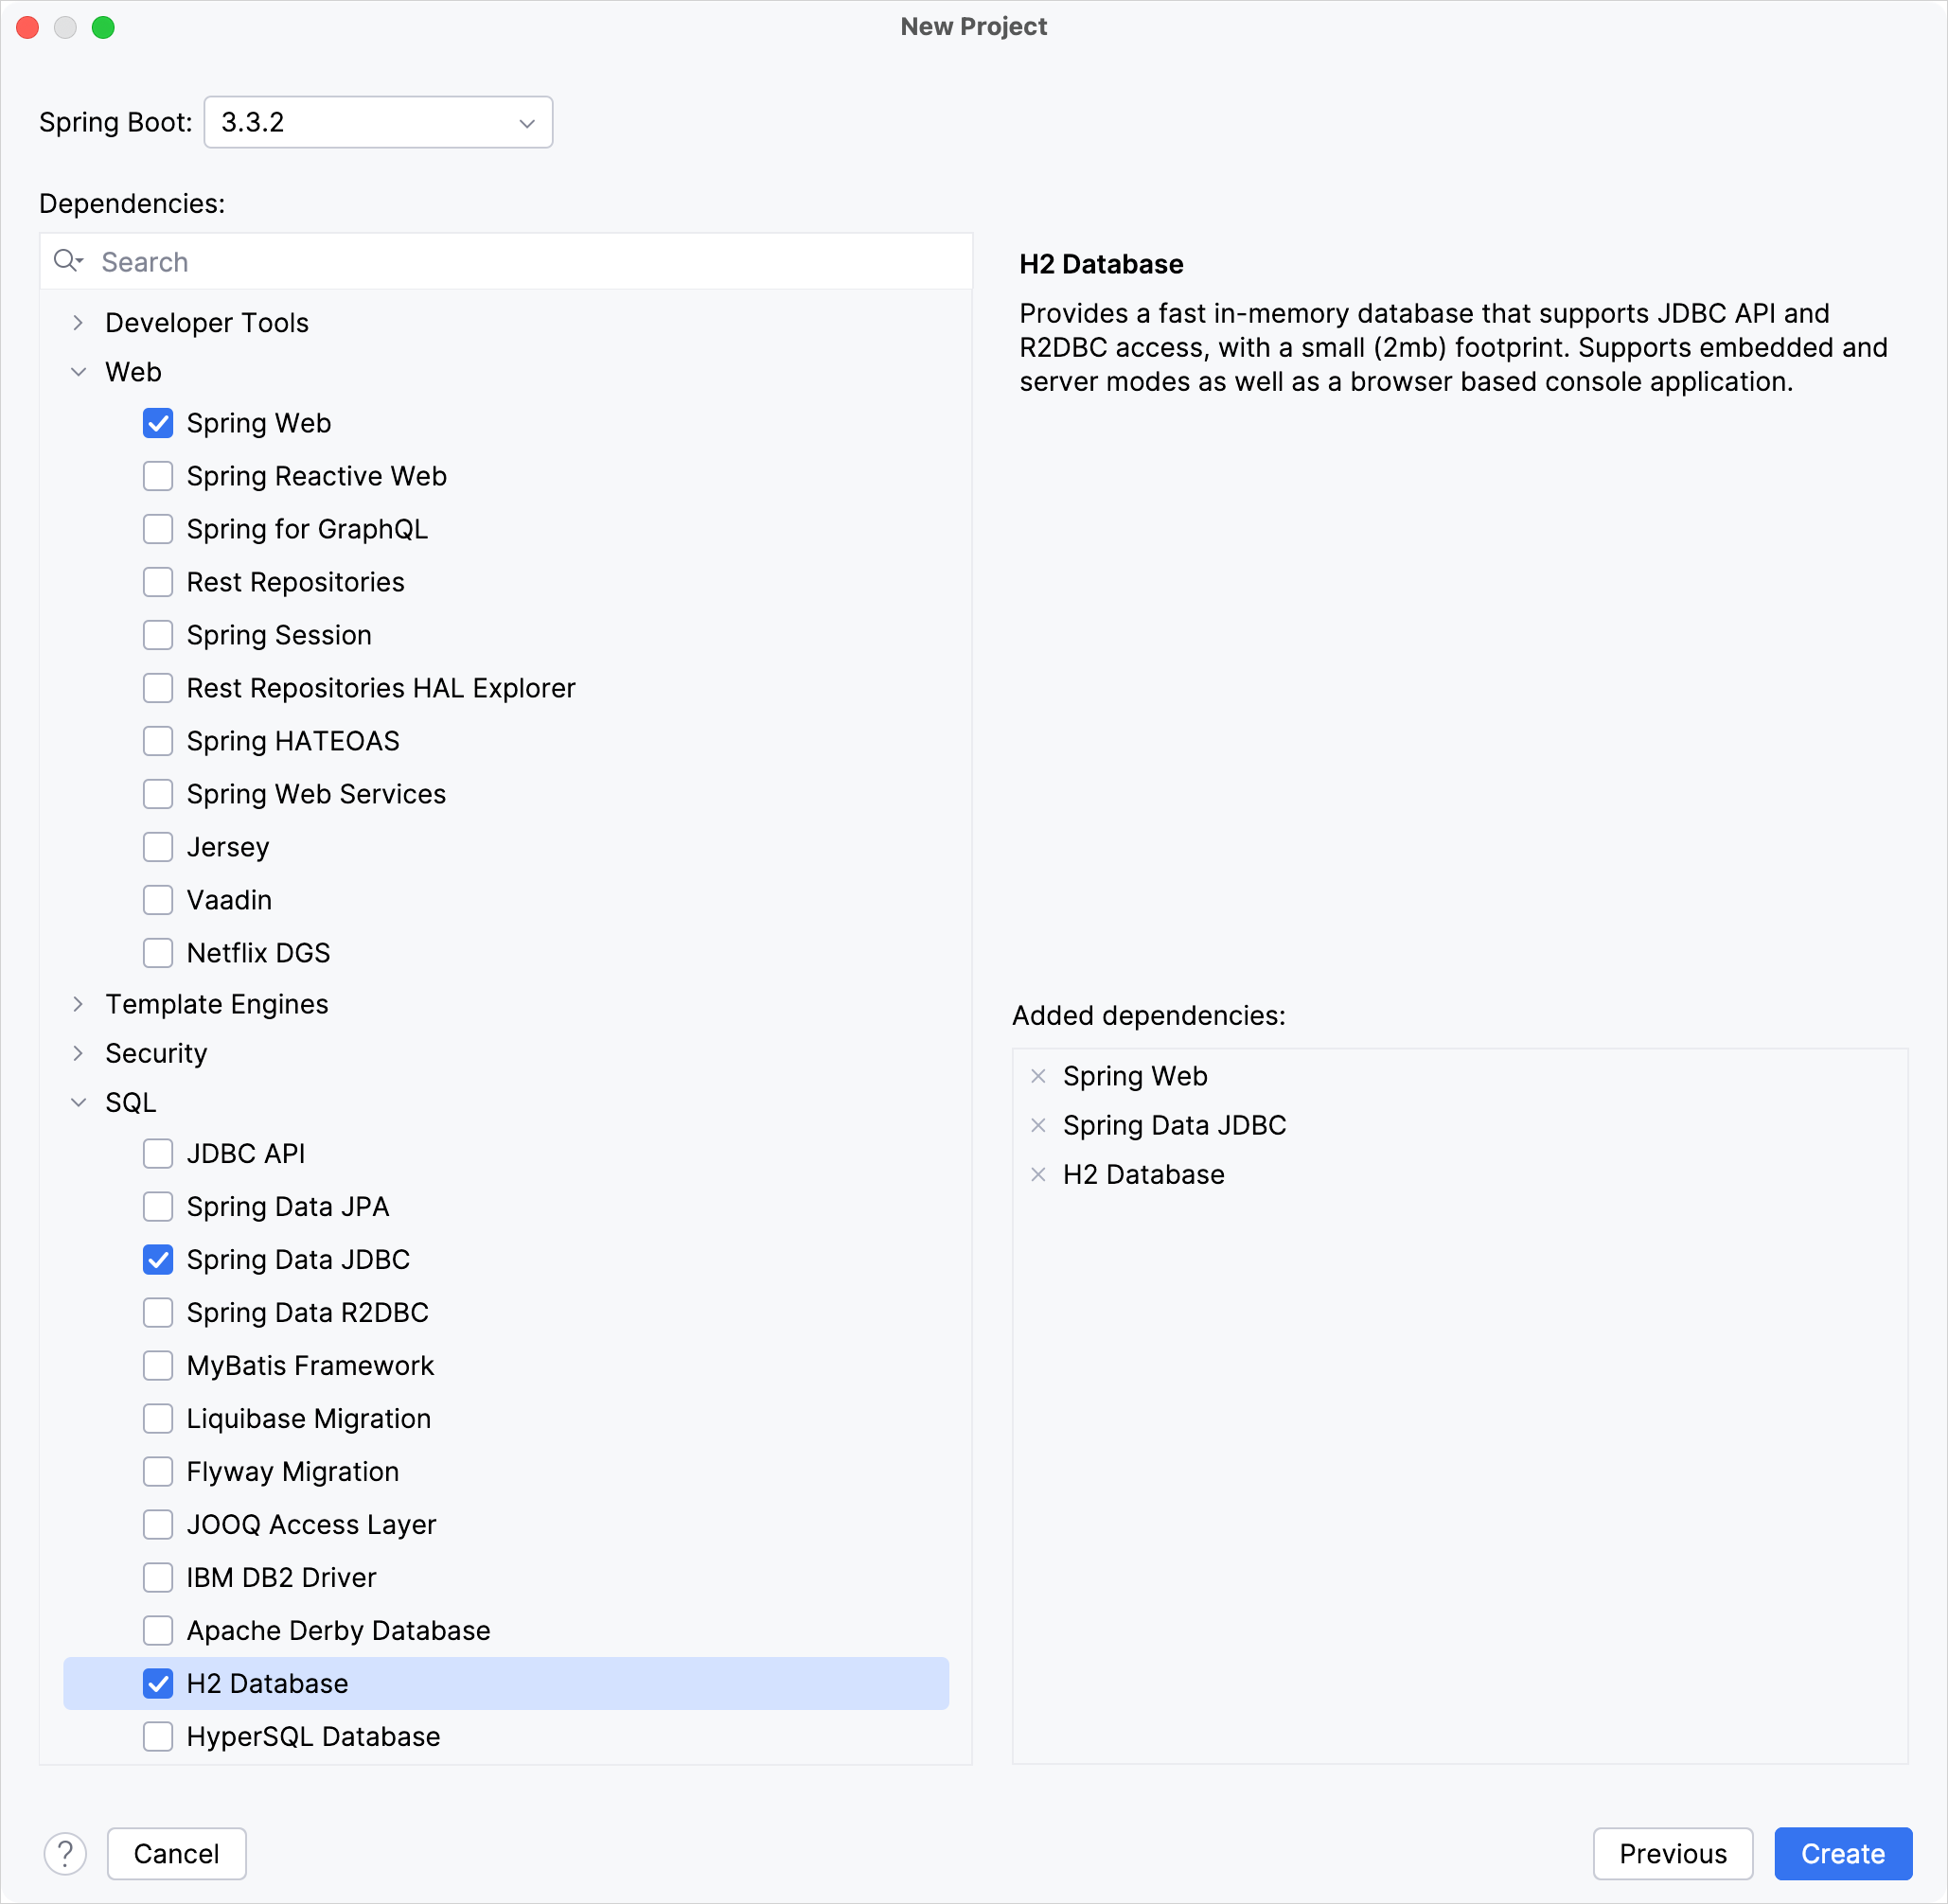 New Project
Spring Boot: 3.3.2
Dependencies:
Search
Developer Tools
Web
Spring Web
Spring Reactive Web
Spring for GraphQL
Rest Repositories
Spring Session
Rest Repositories HAL Explorer
Spring HATEOAS
Spring Web Services
Jersey
Vaadin
Netflix DGS
Template Engines
Security
SQL
JDBC API
Spring Data JPA
Spring Data JDBC
Spring Data R2DBC
MyBatis Framework
Liquibase Migration
Flyway Migration
JOOQ Access Layer
IBM DB2 Driver
Apache Derby Database
H2 Database
HyperSQL Database
H2 Database
Provides a fast in-memory database that supports JDBC API and
R2DBC access, with a small (2mb) footprint. Supports embedded and
server modes as well as a browser based console application.
Added dependencies:
Spring Web
Spring Data JDBC
H2 Database
? Cancel
Previous
Create